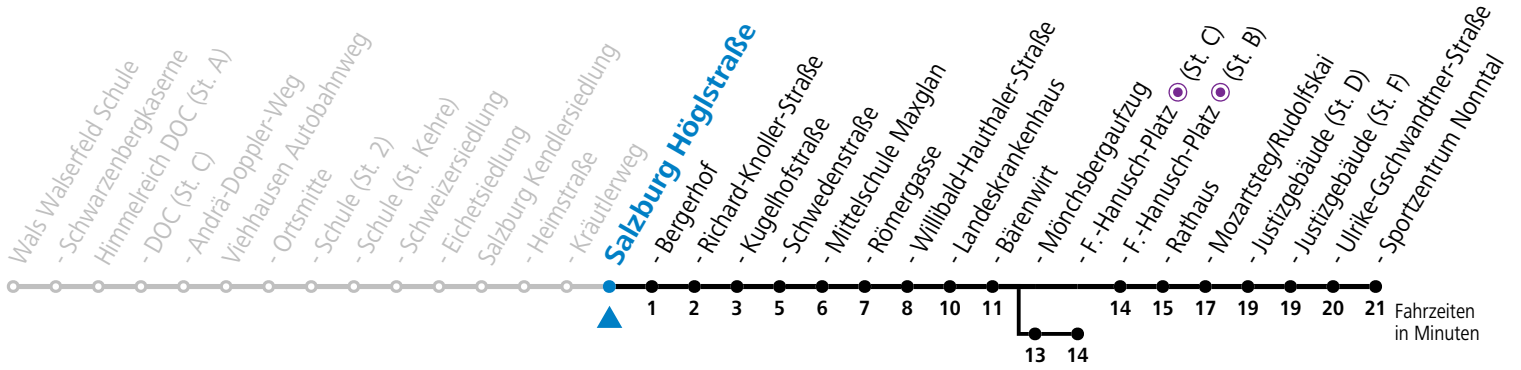 Wals Walserfeld Schule
- Schwarzenbergkaserne
Himmelreich DOC (St. A)
- DOC (St. C)
- Andrä-Doppler-Weg
Viehhausen Autobahnweg
- Ortsmitte
- Schule (St. 2)
- Schule (St. Kehre)
- Schweizersiedlung
- Eichetsiedlung
Salzburg Kendlersiedlung
- Heimstraße
- Kräutlerweg
Salzburg Höglstraße
- Bergerhof
- Richard-Knoller-Straße
- Kugelhofstraße
- Schwedenstraße
- Mittelschule Maxglan
- Römergasse
- Willibald-Hauthaler-Straße
- Landeskrankenhaus
- Bärenwirt
- Mönchsbergaufzug
- F.-Hanusch-Platz (St. C)
- F.-Hanusch-Platz (St. B)
- Rathaus
- Mozartsteg/Rudolfskai
- Justizgebäude (St. D)
- Justizgebäude (St. F)
- Ulrike-Gschwandtner-Straße
- Sportzentrum Nonntal
1 2 3 5 6 7 8 10 11 14 15 17 19 19 20 21
Fahrzeiten
in Minuten
13 14